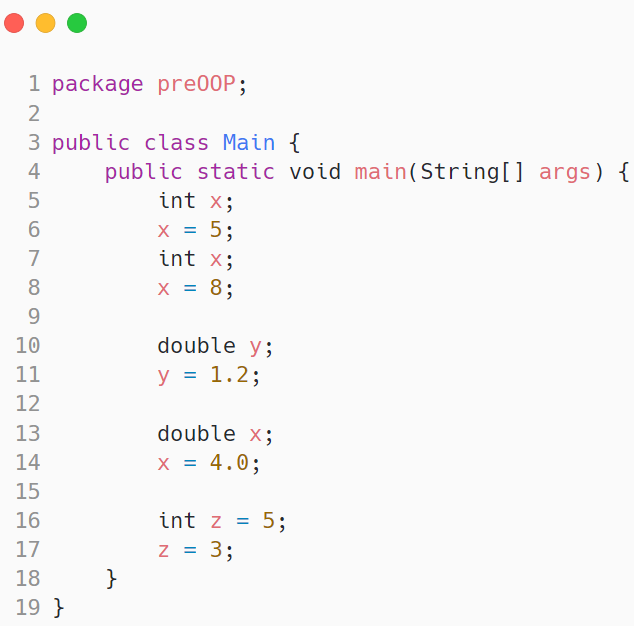 1 package preOOP;
2
3 public class Main {
4     public static void main(String[] args) {
5         int x;
6         x = 5;
7         int x;
8         x = 8;
9
10         double y;
11         y = 1.2;
12
13         double x;
14         x = 4.0;
15
16         int z = 5;
17         z = 3;
18     }
19 }